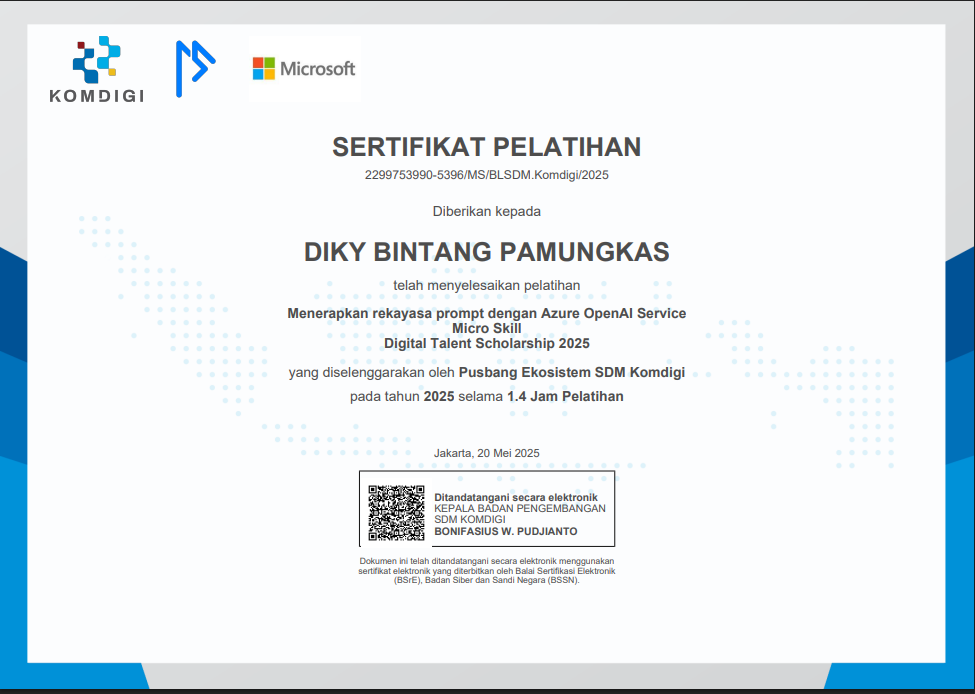 KOMDIGI
Microsoft
SERTIFIKAT PELATIHAN
2299753990-5396/MS/BLSDM.Komdigi/2025
Diberikan kepada
DIKY BINTANG PAMUNGKAS
telah menyelesaikan pelatihan
Menerapkan rekayasa prompt dengan Azure OpenAI Service
Micro Skill
Digital Talent Scholarship 2025
yang diselenggarakan oleh Pusbang Ekosistem SDM Komdigi
pada tahun 2025 selama 1.4 Jam Pelatihan
Jakarta, 20 Mei 2025
Ditandatangani secara elektronik
KEPALA BADAN PENGEMBANGAN
SDM KOMDIGI
BONIFASIUS W. PUDJIANTO
Dokumen ini telah ditandatangani secara elektronik menggunakan
sertifikat elektronik yang diterbitkan oleh Balai Sertifikasi Elektronik
(BSrE), Badan Siber dan Sandi Negara (BSSN).